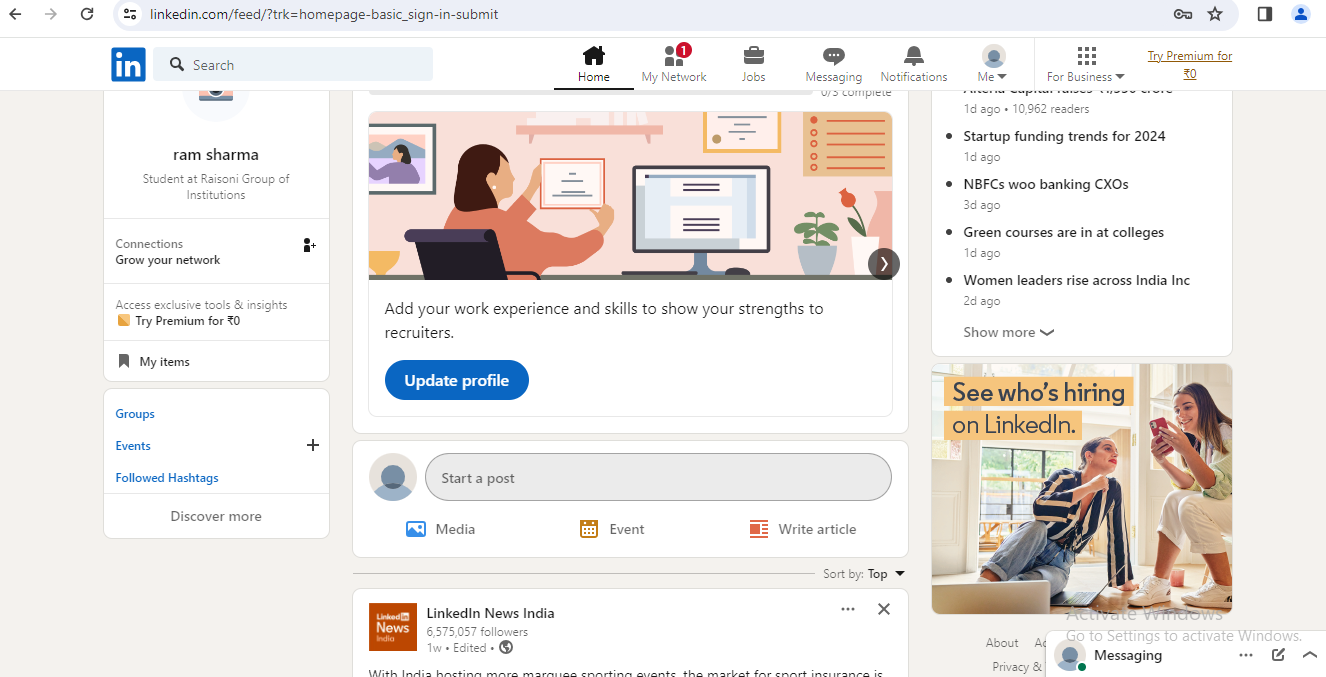 linkedin.com/feed/?trk=homepage-basic_sign-in-submit
in
Search
Home
1
My Network
Jobs
Messaging
Notifications
Me
For Business
Try Premium for
₹0
ram sharma
Student at Raisoni Group of
Institutions
Connections
Grow your network
Access exclusive tools & insights
Try Premium for ₹0
My items
Groups
Events
Followed Hashtags
Discover more
0/3 complete
Add your work experience and skills to show your strengths to
recruiters.
Update profile
Start a post
Media
Event
Write article
Sort by: Top
Linked in
News
India
LinkedIn News India
6,575,057 followers
1w • Edited •
With India hosting more marquee sporting events, the market for sport insurance is
1d ago • 10,962 readers
Startup funding trends for 2024
1d ago
NBFCs woo banking CXOs
3d ago
Green courses are in at colleges
1d ago
Women leaders rise across India Inc
2d ago
Show more
See who's hiring
on LinkedIn.
Activate Windows
Go to Settings to activate Windows.
About
Privacy &
Messaging